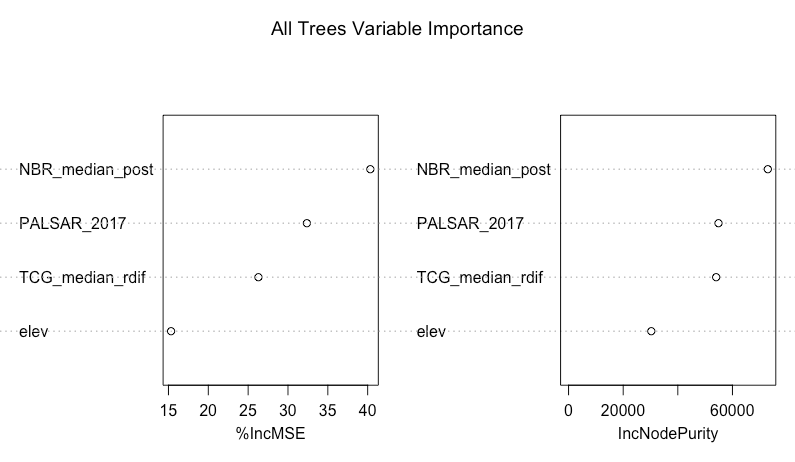 All Trees Variable Importance
NBR_median_post
PALSAR_2017
TCG_median_rdif
elev
15 20 25 30 35 40
%IncMSE
NBR_median_post
PALSAR_2017
TCG_median_rdif
elev
0 20000 60000
IncNodePurity